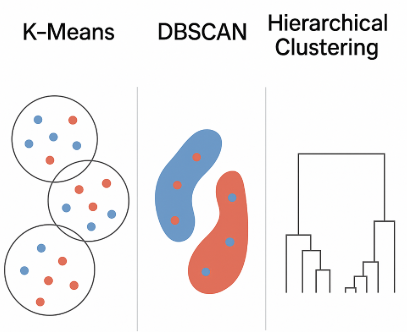 K–Means
DBSCAN
Hierarchical
Clustering